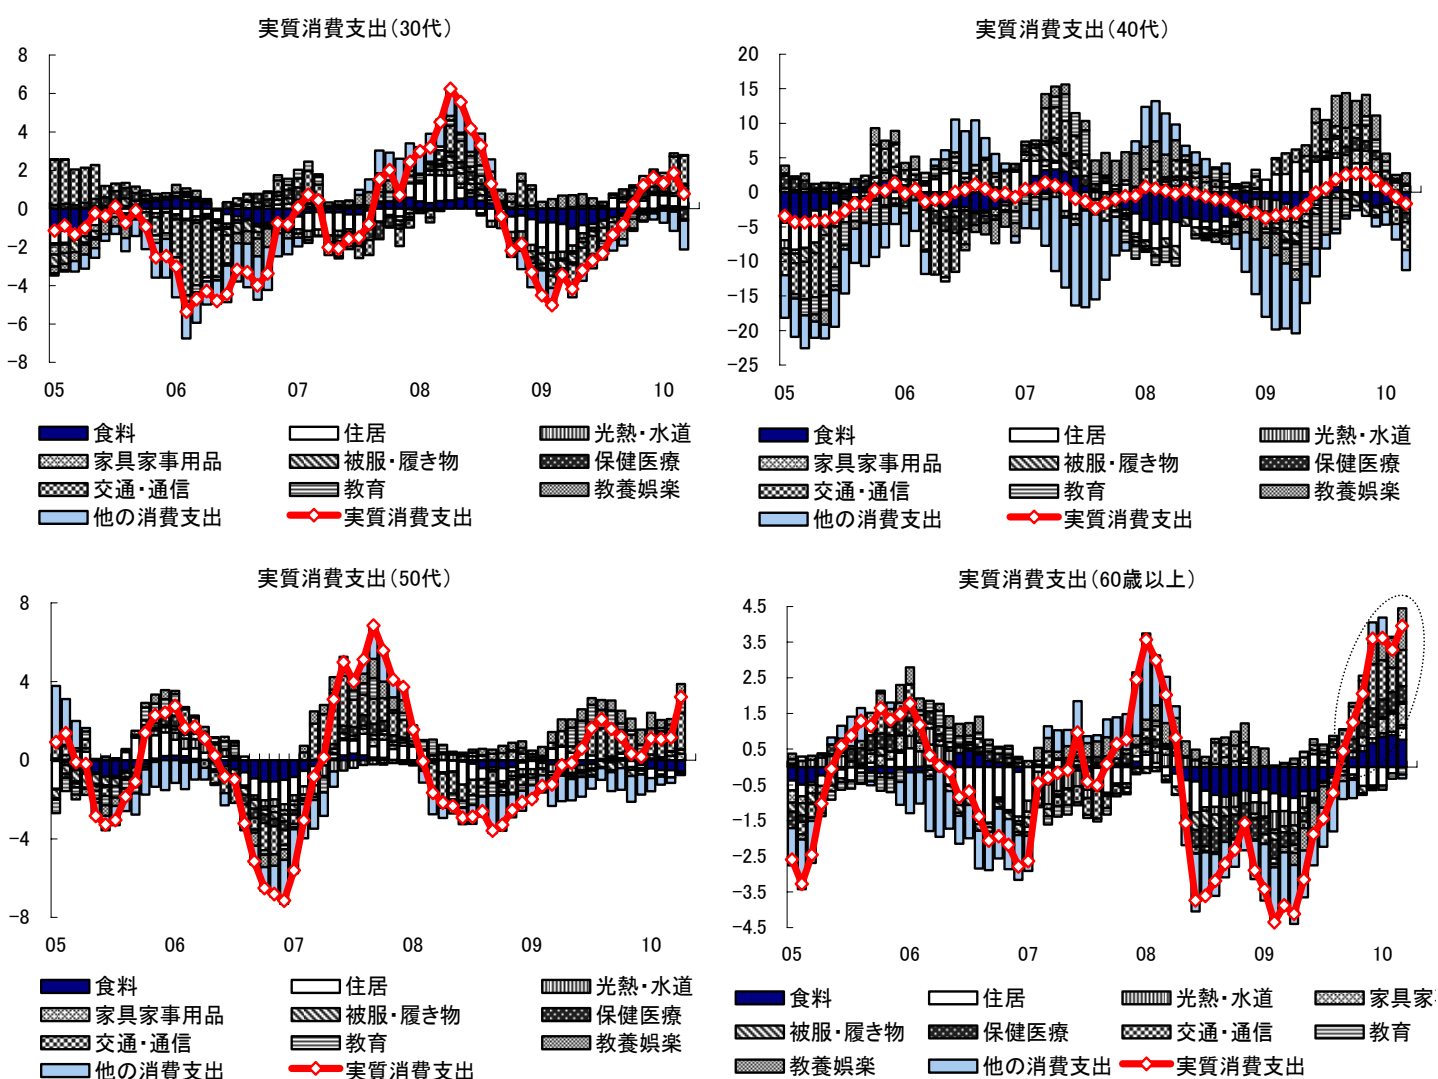 実質消費支出(30代)
8
6
4
2
0
-2
-4
-6
-8
05 06 07 08 09 10
食料 住居 光熱・水道
家具家事用品 被服・履き物 保健医療
交通・通信 教育 教養娯楽
他の消費支出 実質消費支出
実質消費支出(40代)
20
15
10
5
0
-5
-10
-15
-20
-25
05 06 07 08 09 10
食料 住居 光熱・水道
家具家事用品 被服・履き物 保健医療
交通・通信 教育 教養娯楽
他の消費支出 実質消費支出
実質消費支出(50代)
8
4
0
-4
-8
05 06 07 08 09 10
食料 住居 光熱・水道
家具家事用品 被服・履き物 保健医療
交通・通信 教育 教養娯楽
他の消費支出 実質消費支出
実質消費支出(60歳以上)
4.5
3.5
2.5
1.5
0.5
-0.5
-1.5
-2.5
-3.5
-4.5
05 06 07 08 09 10
食料 住居 光熱・水道 家具家
被服・履き物 保健医療 交通・通信 教育
教養娯楽 他の消費支出 実質消費支出